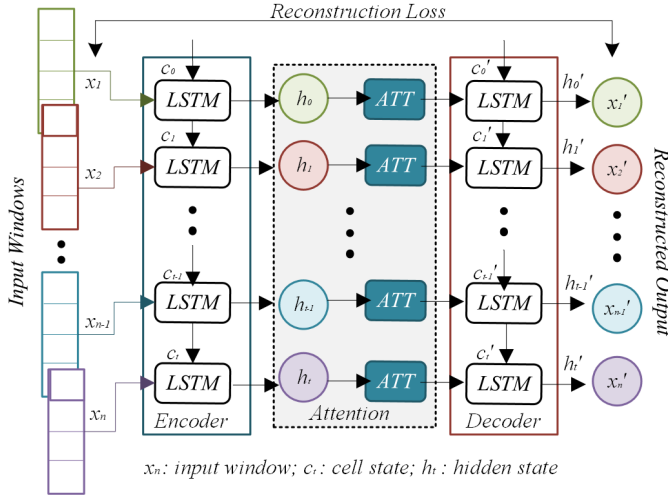 Reconstruction Loss
Input Windows
Reconstructed Output
x₁ c₀ LSTM h₀ ATT c₀' LSTM h₀' x₁'
x₂ c₁ LSTM h₁ ATT c₁' LSTM h₁' x₂'
xₙ₋₁ cₜ₋₁ LSTM hₜ₋₁ ATT cₜ₋₁' LSTM hₜ₋₁' xₙ₋₁'
xₙ cₜ LSTM hₜ ATT cₜ' LSTM hₜ' xₙ'
Encoder Attention Decoder
xₙ: input window; cₜ: cell state; hₜ: hidden state